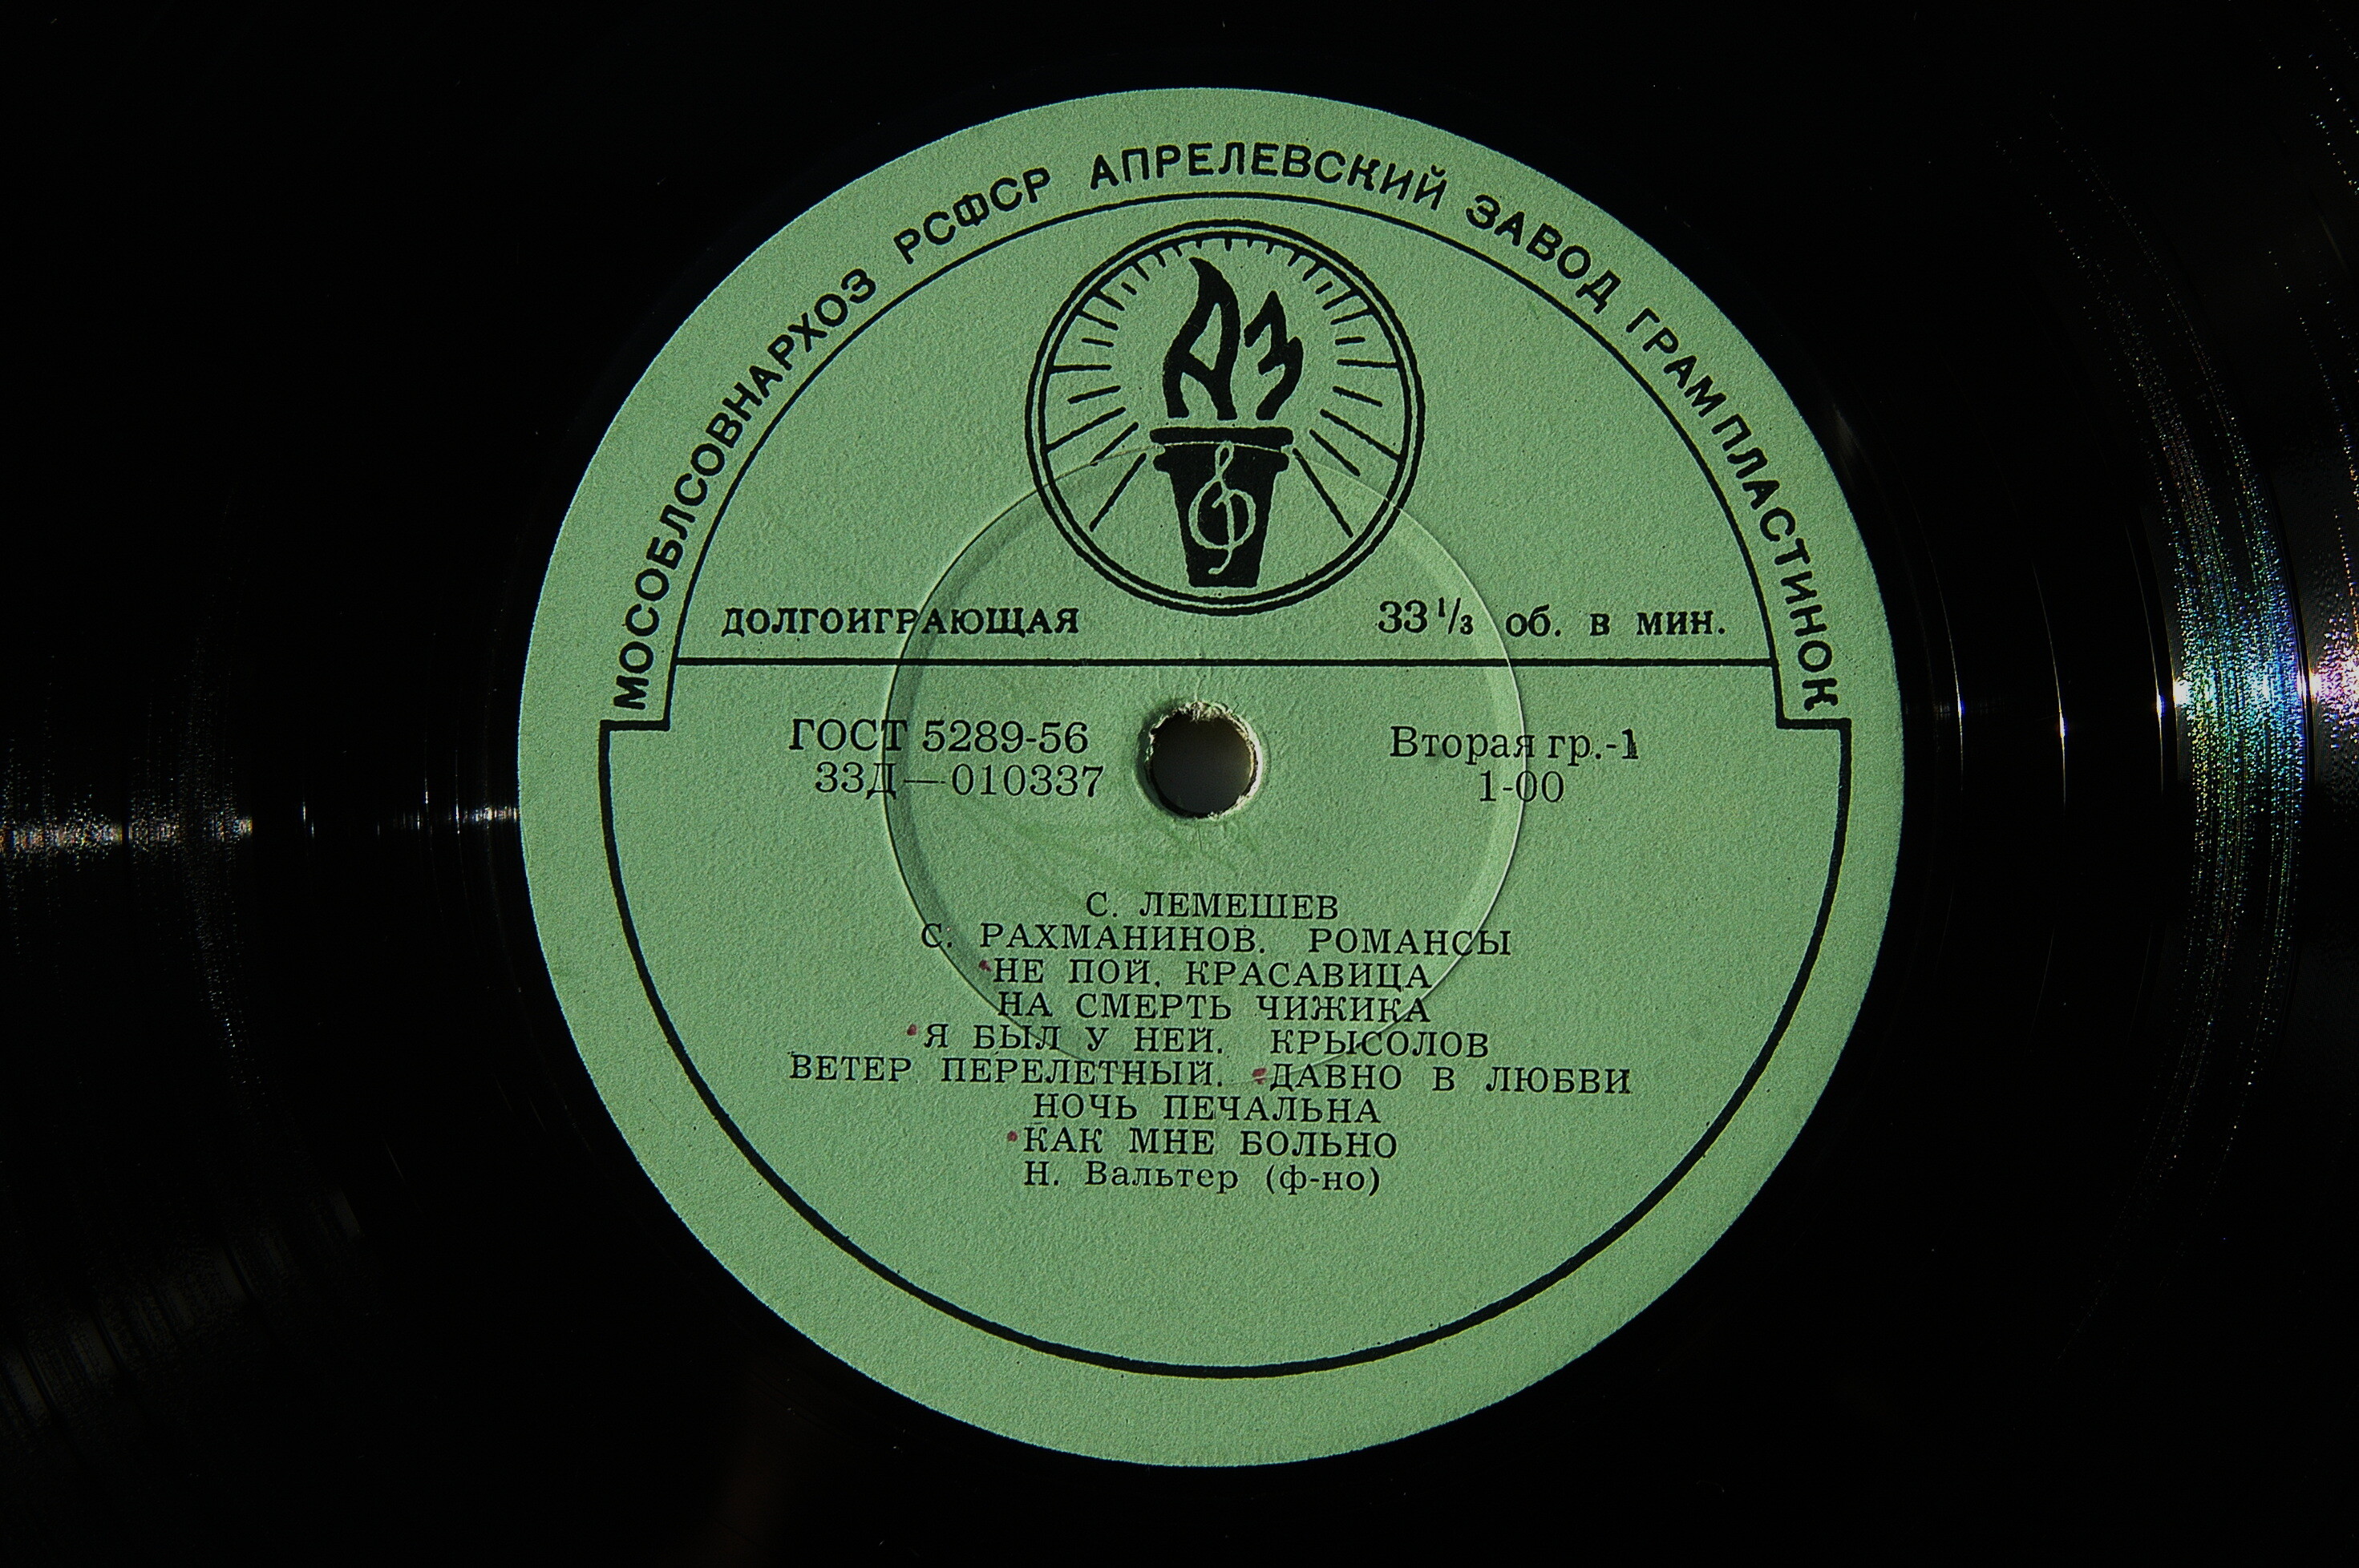 МОСОБЛСОВНАРХОЗ РСФСР АПРЕЛЕВСКИЙ ЗАВОД ГРАМПЛАСТИНОК
АЗ
ДОЛГОИГРАЮЩАЯ 33 1/3 об. в мин.
ГОСТ 5289-56 Вторая гр.-1
33Д—010337 1-00
С. ЛЕМЕШЕВ
С. РАХМАНИНОВ. РОМАНСЫ
НЕ ПОЙ, КРАСАВИЦА
НА СМЕРТЬ ЧИЖИКА
Я БЫЛ У НЕЙ. КРЫСОЛОВ
ВЕТЕР ПЕРЕЛЕТНЫЙ. ДАВНО В ЛЮБВИ
НОЧЬ ПЕЧАЛЬНА
КАК МНЕ БОЛЬНО
Н. Вальтер (ф-но)